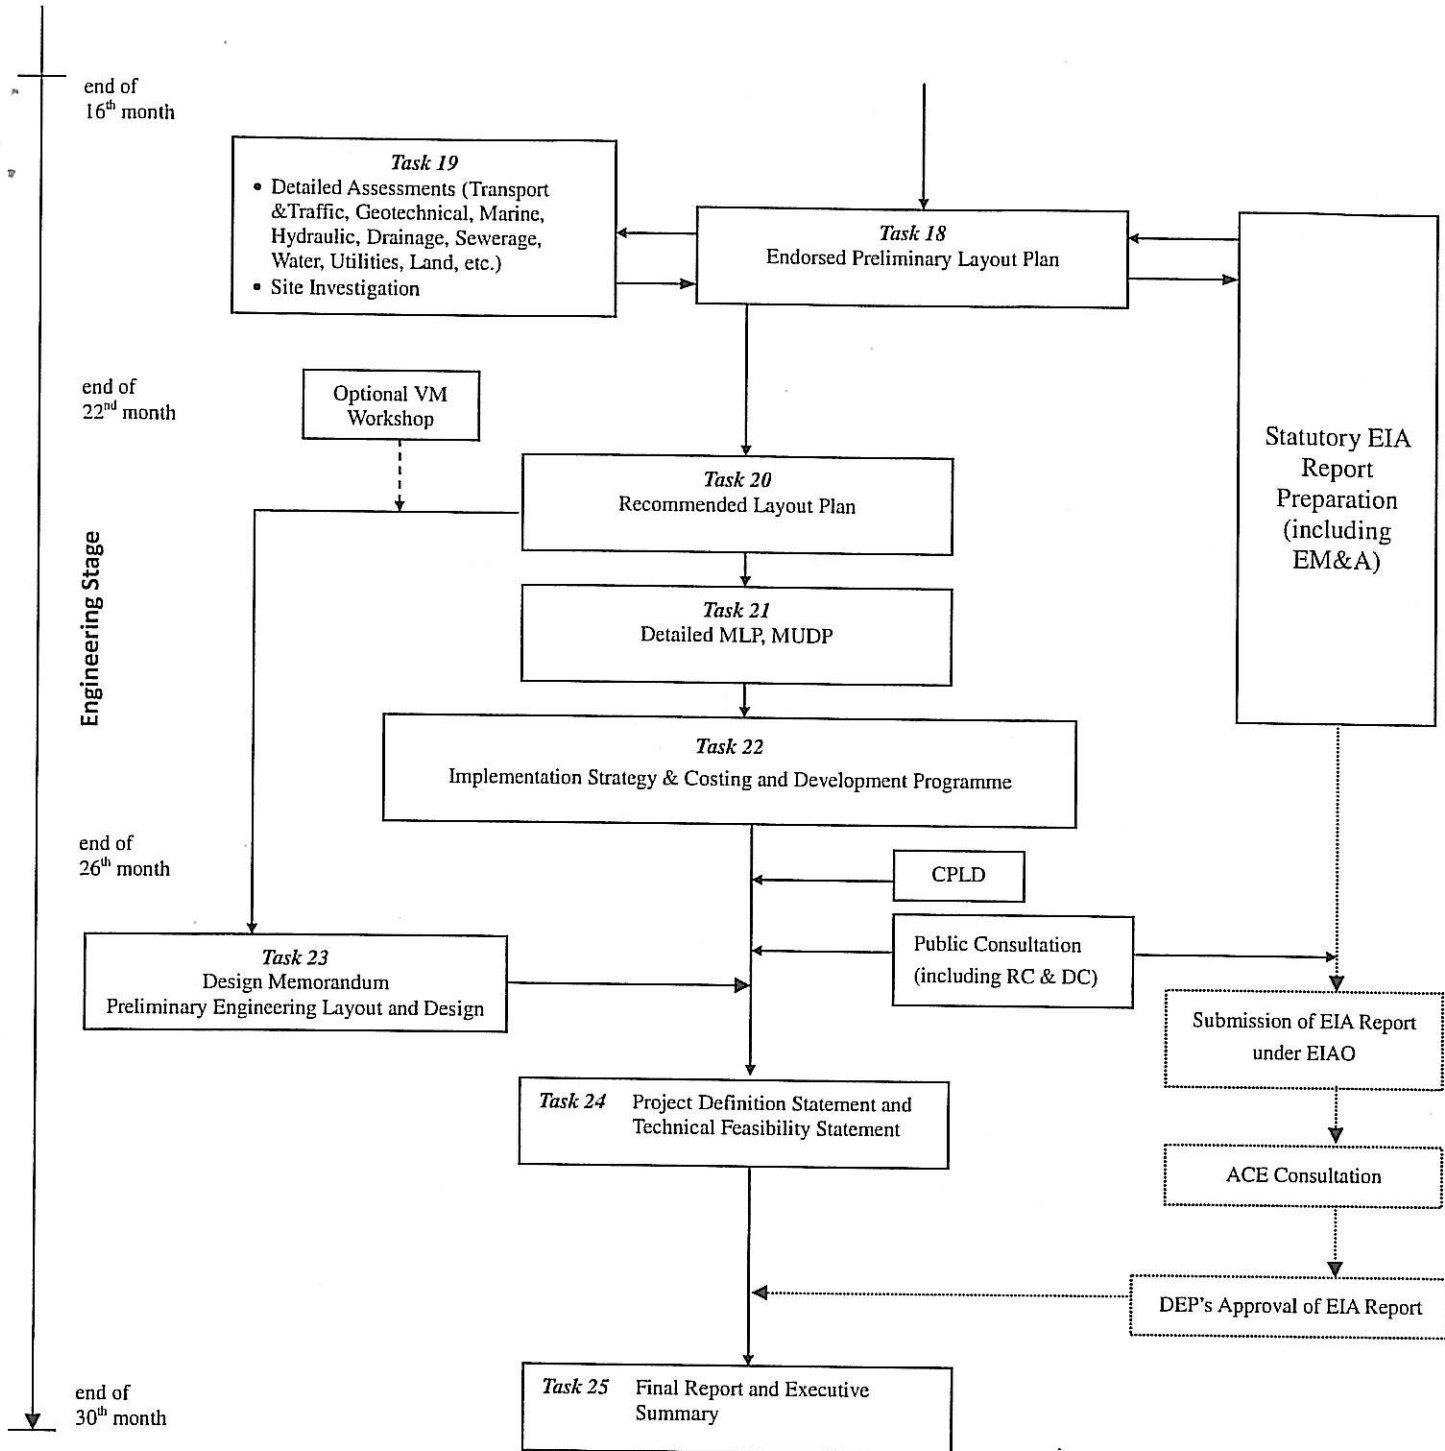 end of
16th month
Task 19
• Detailed Assessments (Transport
&Traffic, Geotechnical, Marine,
Hydraulic, Drainage, Sewerage,
Water, Utilities, Land, etc.)
• Site Investigation
Task 18
Endorsed Preliminary Layout Plan
end of
22nd month
Optional VM
Workshop
Statutory EIA
Report
Preparation
(including
EM&A)
Task 20
Recommended Layout Plan
Engineering Stage
Task 21
Detailed MLP, MUDP
Task 22
Implementation Strategy & Costing and Development Programme
end of
26th month
CPLD
Public Consultation
(including RC & DC)
Task 23
Design Memorandum
Preliminary Engineering Layout and Design
Submission of EIA Report
under EIAO
Task 24 Project Definition Statement and
Technical Feasibility Statement
ACE Consultation
DEP's Approval of EIA Report
end of
30th month
Task 25 Final Report and Executive
Summary